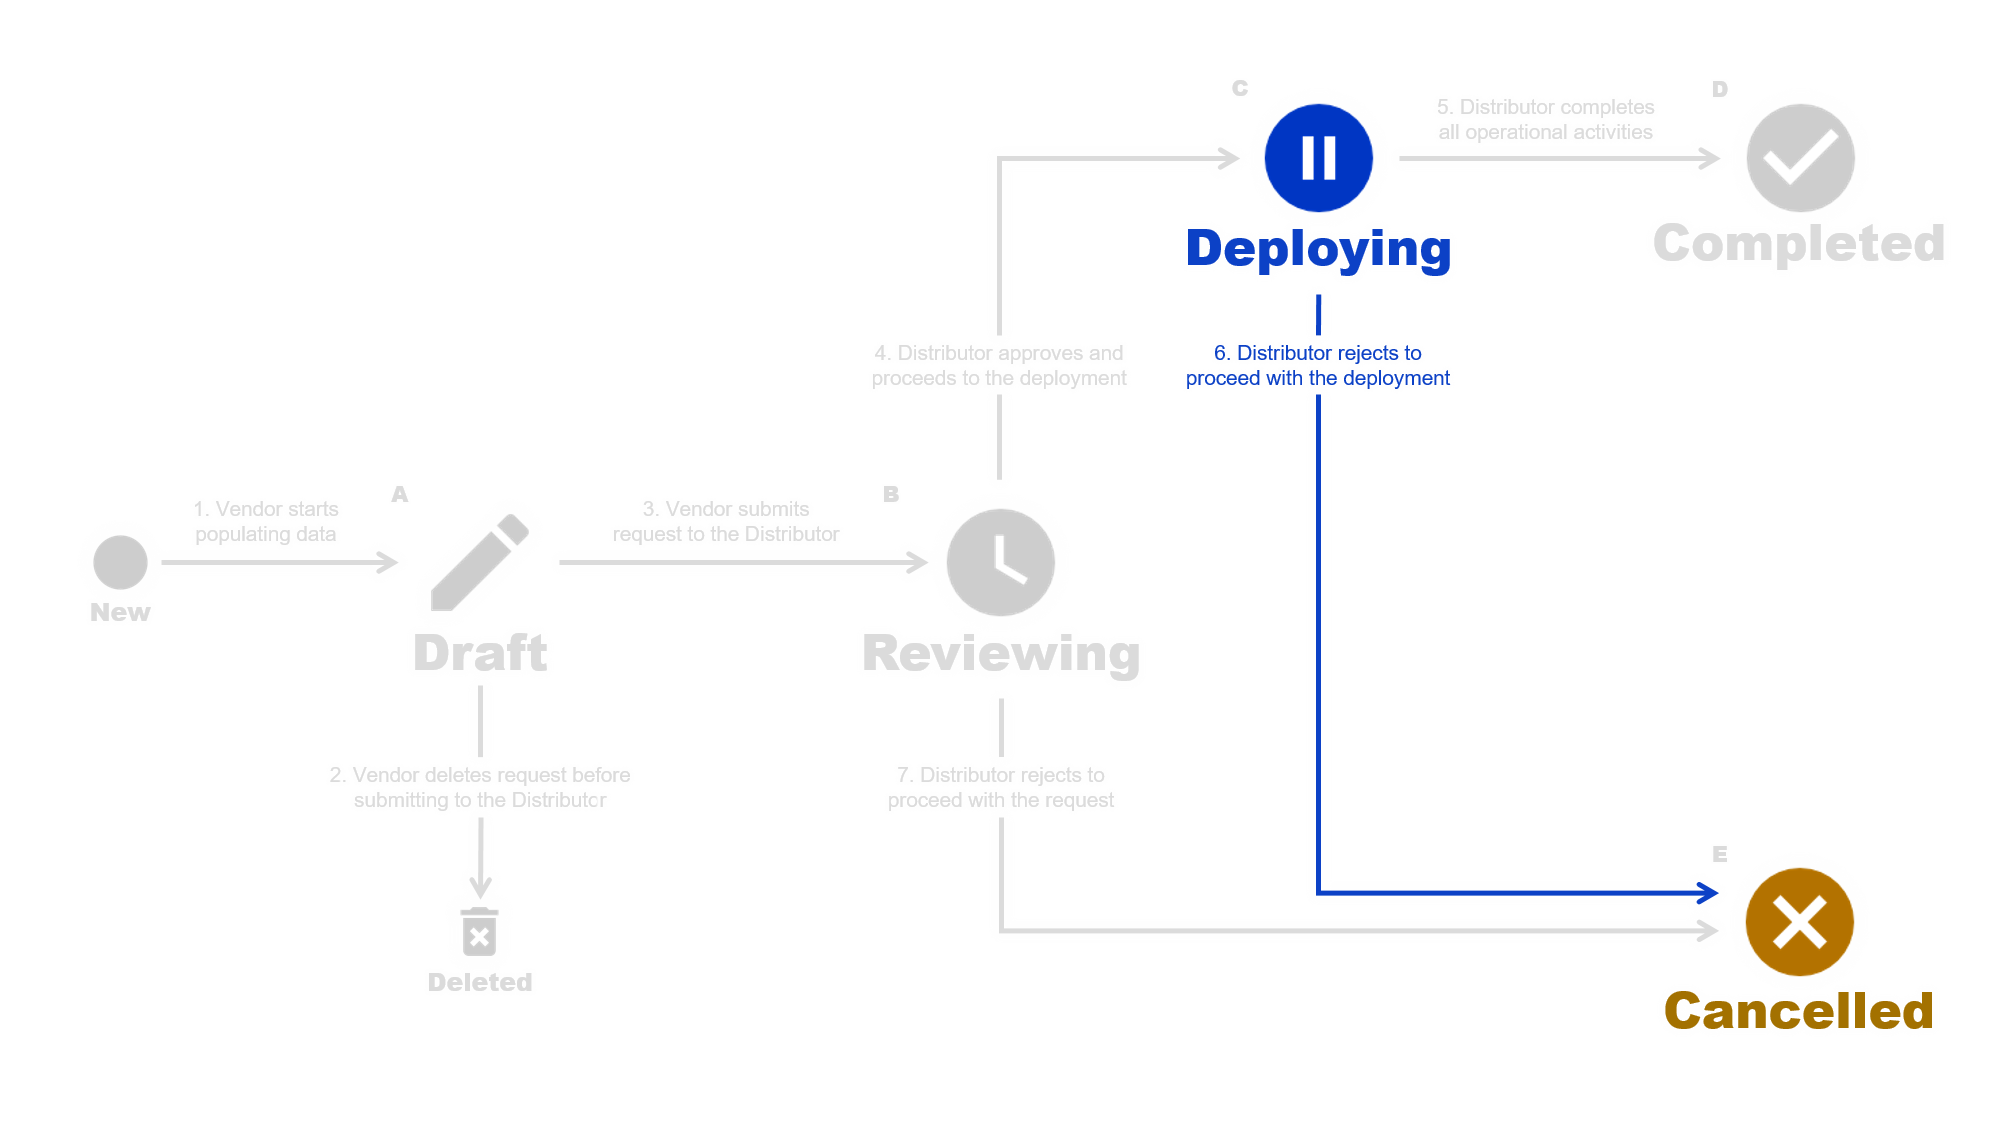 C
D
5. Distributor completes
all operational activities
Deploying
Completed
4. Distributor approves and
proceeds to the deployment
6. Distributor rejects to
proceed with the deployment
A
B
1. Vendor starts
populating data
3. Vendor submits
request to the Distributor
New
Draft
Reviewing
2. Vendor deletes request before
submitting to the Distributor
7. Distributor rejects to
proceed with the request
E
Deleted
Cancelled